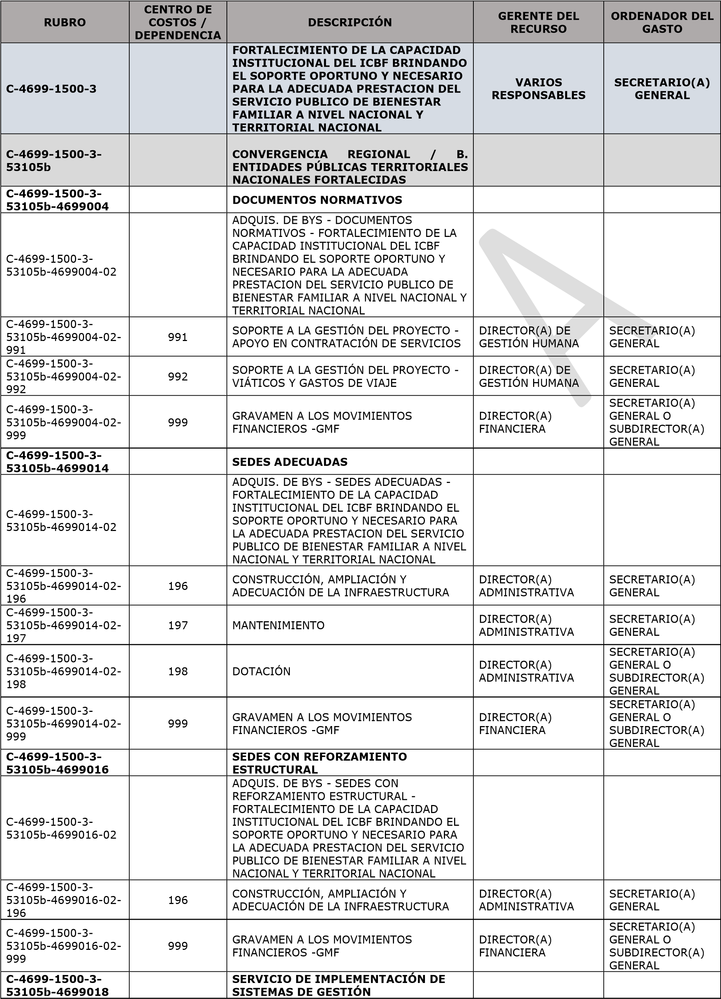 RUBRO
CENTRO DE
COSTOS /
DEPENDENCIA
DESCRIPCIÓN
GERENTE DEL
RECURSO
ORDENADOR DEL
GASTO
C-4699-1500-3
FORTALECIMIENTO DE LA CAPACIDAD
INSTITUCIONAL DEL ICBF BRINDANDO
EL SOPORTE OPORTUNO Y NECESARIO
PARA LA ADECUADA PRESTACION DEL
SERVICIO PUBLICO DE BIENESTAR
FAMILIAR A NIVEL NACIONAL Y
TERRITORIAL NACIONAL
VARIOS
RESPONSABLES
SECRETARIO(A)
GENERAL
C-4699-1500-3-
53105b
CONVERGENCIA REGIONAL / B.
ENTIDADES PÚBLICAS TERRITORIALES
NACIONALES FORTALECIDAS
C-4699-1500-3-
53105b-4699004
DOCUMENTOS NORMATIVOS
C-4699-1500-3-
53105b-4699004-02
ADQUIS. DE BYS - DOCUMENTOS
NORMATIVOS - FORTALECIMIENTO DE LA
CAPACIDAD INSTITUCIONAL DEL ICBF
BRINDANDO EL SOPORTE OPORTUNO Y
NECESARIO PARA LA ADECUADA
PRESTACION DEL SERVICIO PUBLICO DE
BIENESTAR FAMILIAR A NIVEL NACIONAL Y
TERRITORIAL NACIONAL
C-4699-1500-3-
53105b-4699004-02-
991
991
SOPORTE A LA GESTIÓN DEL PROYECTO -
APOYO EN CONTRATACIÓN DE SERVICIOS
DIRECTOR(A) DE
GESTIÓN HUMANA
SECRETARIO(A)
GENERAL
C-4699-1500-3-
53105b-4699004-02-
992
992
SOPORTE A LA GESTIÓN DEL PROYECTO -
VIÁTICOS Y GASTOS DE VIAJE
DIRECTOR(A) DE
GESTIÓN HUMANA
SECRETARIO(A)
GENERAL
C-4699-1500-3-
53105b-4699004-02-
999
999
GRAVAMEN A LOS MOVIMIENTOS
FINANCIEROS -GMF
DIRECTOR(A)
FINANCIERA
SECRETARIO(A)
GENERAL O
SUBDIRECTOR(A)
GENERAL
C-4699-1500-3-
53105b-4699014
SEDES ADECUADAS
C-4699-1500-3-
53105b-4699014-02
ADQUIS. DE BYS - SEDES ADECUADAS -
FORTALECIMIENTO DE LA CAPACIDAD
INSTITUCIONAL DEL ICBF BRINDANDO EL
SOPORTE OPORTUNO Y NECESARIO PARA
LA ADECUADA PRESTACION DEL SERVICIO
PUBLICO DE BIENESTAR FAMILIAR A NIVEL
NACIONAL Y TERRITORIAL NACIONAL
C-4699-1500-3-
53105b-4699014-02-
196
196
CONSTRUCCIÓN, AMPLIACIÓN Y
ADECUACIÓN DE LA INFRAESTRUCTURA
DIRECTOR(A)
ADMINISTRATIVA
SECRETARIO(A)
GENERAL
C-4699-1500-3-
53105b-4699014-02-
197
197
MANTENIMIENTO
DIRECTOR(A)
ADMINISTRATIVA
SECRETARIO(A)
GENERAL
C-4699-1500-3-
53105b-4699014-02-
198
198
DOTACIÓN
DIRECTOR(A)
ADMINISTRATIVA
SECRETARIO(A)
GENERAL O
SUBDIRECTOR(A)
GENERAL
C-4699-1500-3-
53105b-4699014-02-
999
999
GRAVAMEN A LOS MOVIMIENTOS
FINANCIEROS -GMF
DIRECTOR(A)
FINANCIERA
SECRETARIO(A)
GENERAL O
SUBDIRECTOR(A)
GENERAL
C-4699-1500-3-
53105b-4699016
SEDES CON REFORZAMIENTO
ESTRUCTURAL
C-4699-1500-3-
53105b-4699016-02
ADQUIS. DE BYS - SEDES CON
REFORZAMIENTO ESTRUCTURAL -
FORTALECIMIENTO DE LA CAPACIDAD
INSTITUCIONAL DEL ICBF BRINDANDO EL
SOPORTE OPORTUNO Y NECESARIO PARA
LA ADECUADA PRESTACION DEL SERVICIO
PUBLICO DE BIENESTAR FAMILIAR A NIVEL
NACIONAL Y TERRITORIAL NACIONAL
C-4699-1500-3-
53105b-4699016-02-
196
196
CONSTRUCCIÓN, AMPLIACIÓN Y
ADECUACIÓN DE LA INFRAESTRUCTURA
DIRECTOR(A)
ADMINISTRATIVA
SECRETARIO(A)
GENERAL
C-4699-1500-3-
53105b-4699016-02-
999
999
GRAVAMEN A LOS MOVIMIENTOS
FINANCIEROS -GMF
DIRECTOR(A)
FINANCIERA
SECRETARIO(A)
GENERAL O
SUBDIRECTOR(A)
GENERAL
C-4699-1500-3-
53105b-4699018
SERVICIO DE IMPLEMENTACIÓN DE
SISTEMAS DE GESTIÓN
A